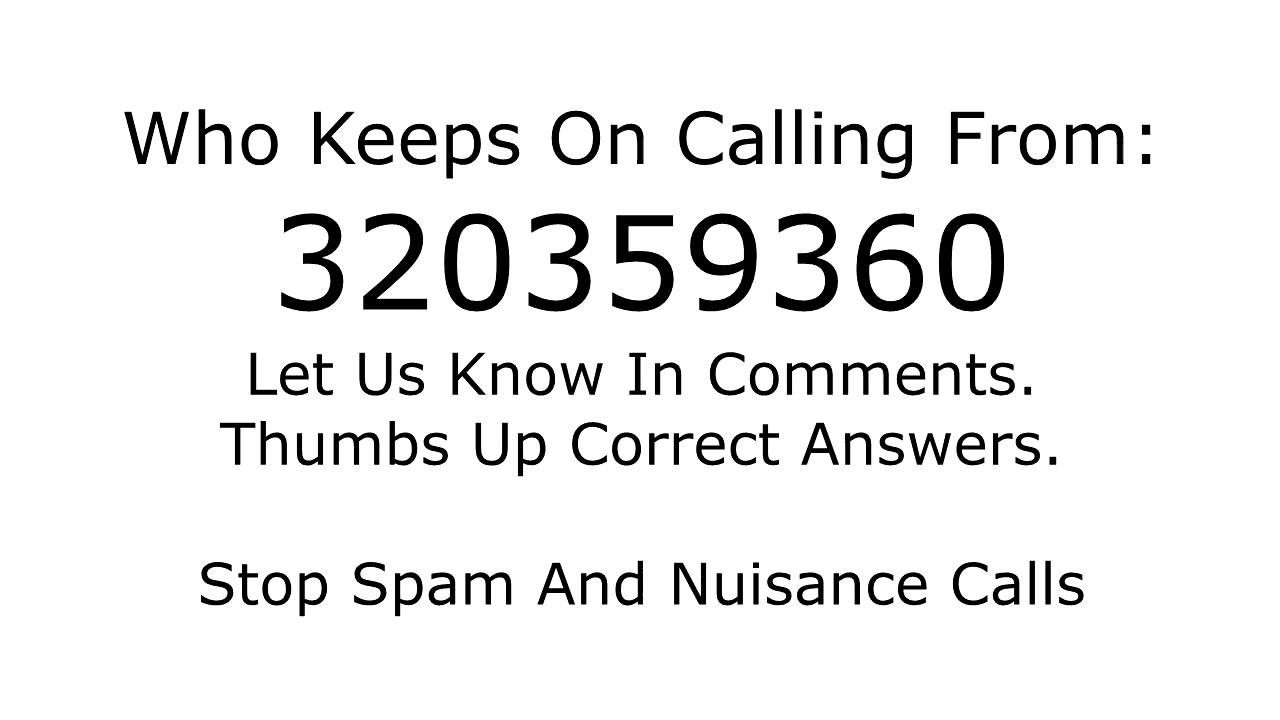 Who Keeps On Calling From:
320359360
Let Us Know In Comments.
Thumbs Up Correct Answers.
Stop Spam And Nuisance Calls